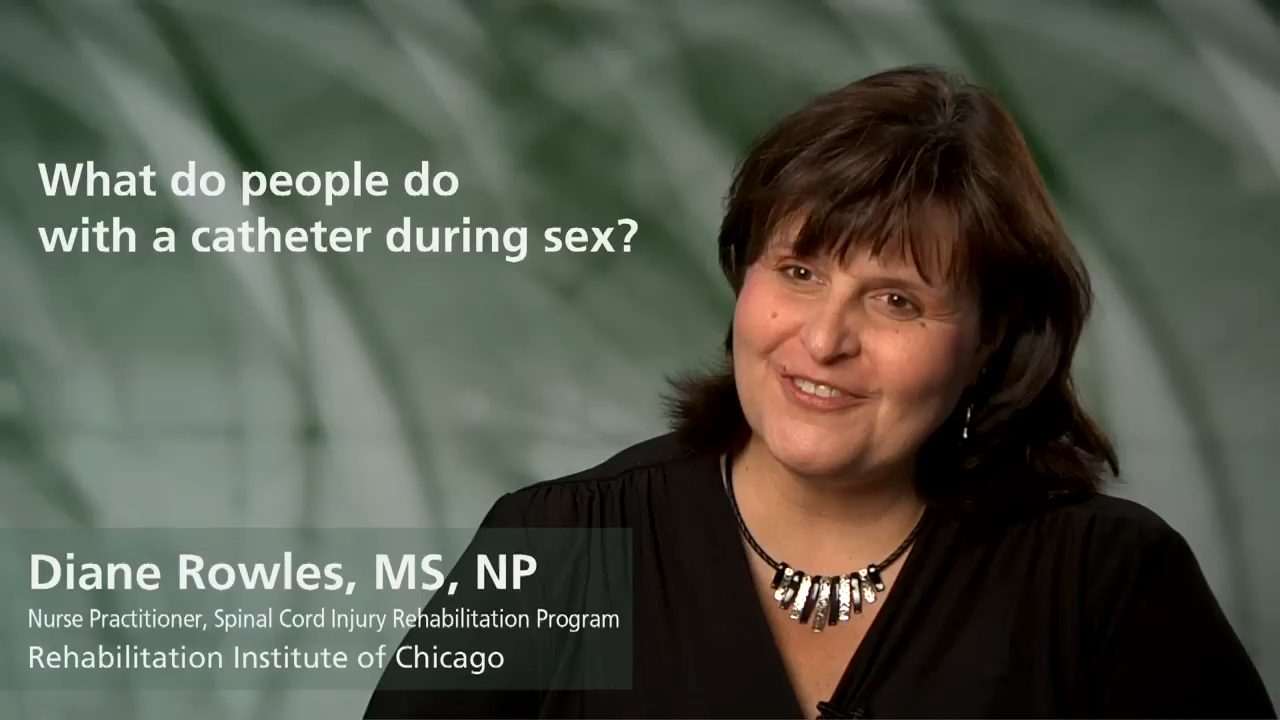 What do people do
with a catheter during sex?
Diane Rowles, MS, NP
Nurse Practitioner, Spinal Cord Injury Rehabilitation Program
Rehabilitation Institute of Chicago